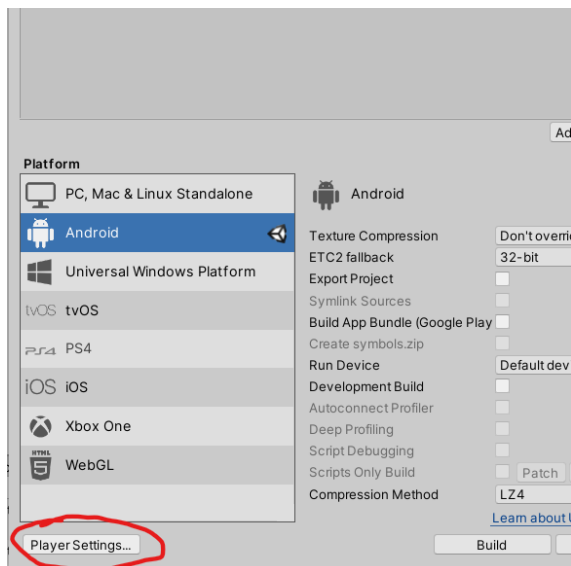 Ad
Platform
PC, Mac & Linux Standalone
Android
Universal Windows Platform
tvOS tvOS
PS4 PS4
iOS iOS
Xbox One
HTML
5 WebGL
Player Settings...
Android
Texture Compression Don't overri
ETC2 fallback 32-bit
Export Project
Symlink Sources
Build App Bundle (Google Play
Create symbols.zip
Run Device Default dev
Development Build
Autoconnect Profiler
Deep Profiling
Script Debugging
Scripts Only Build Patch
Compression Method LZ4
Learn about U
Build